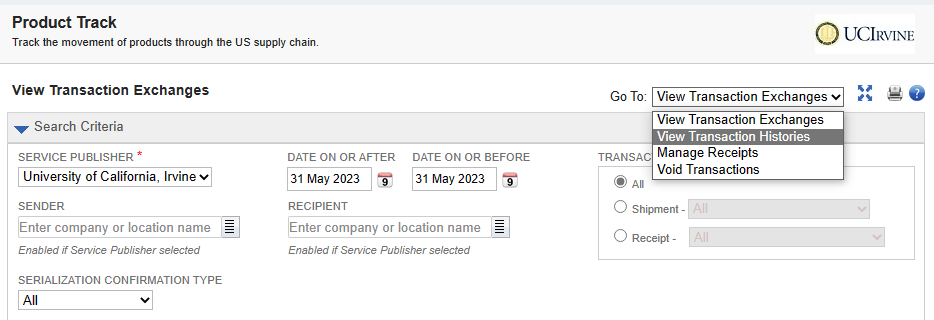 Product Track
Track the movement of products through the US supply chain.
UCIRVINE
View Transaction Exchanges
Go To: View Transaction Exchanges
View Transaction Exchanges
View Transaction Histories
Manage Receipts
Void Transactions
Search Criteria
SERVICE PUBLISHER *
University of California, Irvine
DATE ON OR AFTER
31 May 2023
9
DATE ON OR BEFORE
31 May 2023
9
TRANSAC
All
Shipment - All
Receipt - All
SENDER
Enter company or location name
Enabled if Service Publisher selected
RECIPIENT
Enter company or location name
Enabled if Service Publisher selected
SERIALIZATION CONFIRMATION TYPE
All